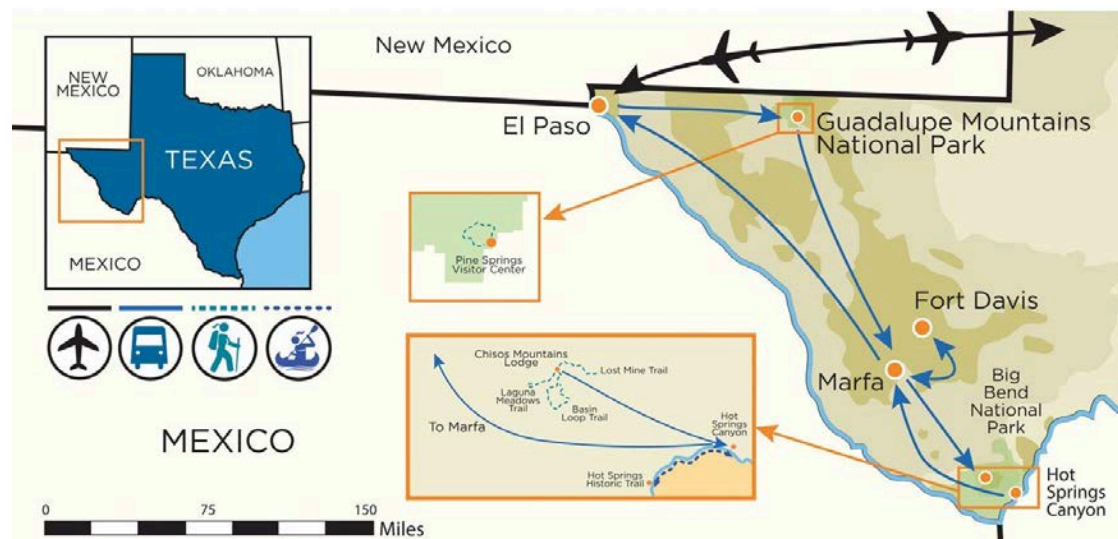 New Mexico
NEW
MEXICO
OKLAHOMA
TEXAS
MEXICO
El Paso
Guadalupe Mountains
National Park
Pine Springs
Visitor Center
Fort Davis
Marfa
Big
Bend
National
Park
Hot
Springs
Canyon
Chisos Mountains
Lodge
Lost Mine Trail
Laguna
Meadows
Trail
Basin
Loop Trail
Hot
Springs
Canyon
To Marfa
Hot Springs
Historic Trail
MEXICO
0 75 150
Miles